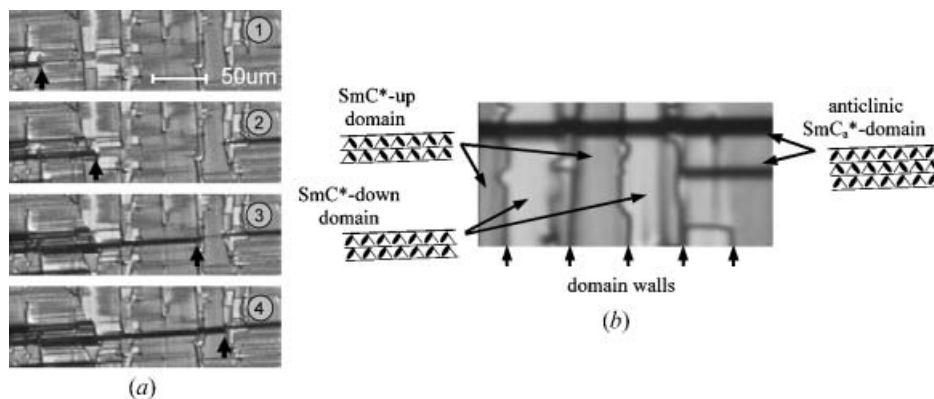 1
50um
2
3
4
(a)
SmC*-up
domain
SmC*-down
domain
anticlinic
SmCa*-domain
domain walls
(b)